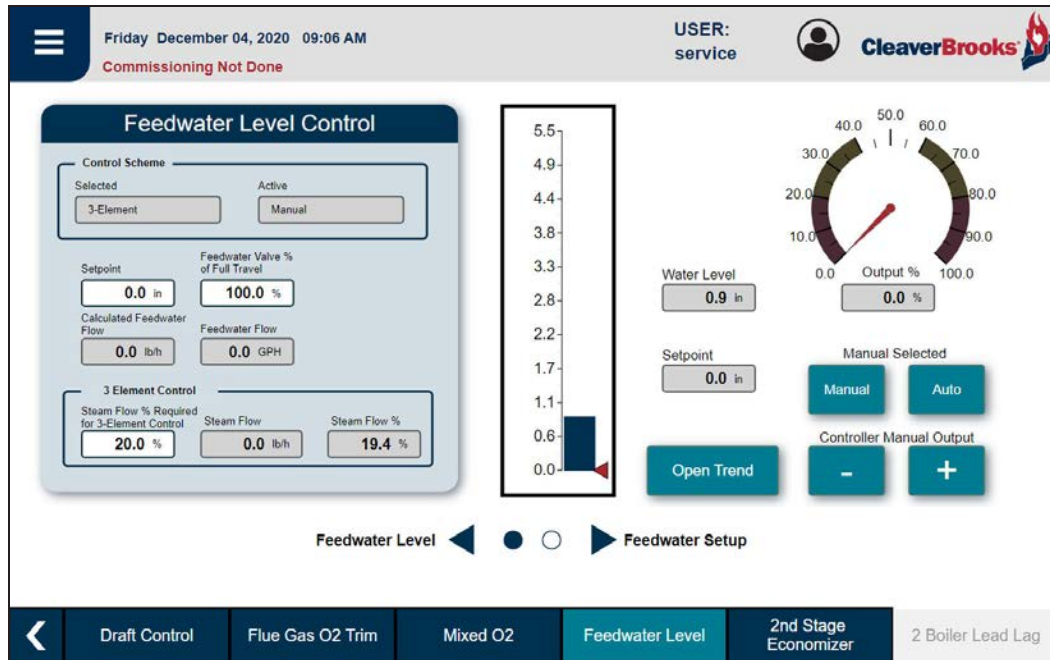 Friday December 04, 2020 09:06 AM
Commissioning Not Done
USER:
service
CleaverBrooks
Feedwater Level Control
Control Scheme
Selected
Active
3-Element
Manual
Setpoint
Feedwater Valve %
of Full Travel
0.0 in
100.0 %
Calculated Feedwater
Flow
Feedwater Flow
0.0 lb/h
0.0 GPH
3 Element Control
Steam Flow % Required
for 3-Element Control
Steam Flow
Steam Flow %
20.0 %
0.0 lb/h
19.4 %
5.5
4.9
4.4
3.8
3.3
2.8
2.2
1.7
1.1
0.6
0.0
Water Level
0.9 in
Setpoint
0.0 in
Open Trend
0.0
10.0
20.0
30.0
40.0
50.0
60.0
70.0
80.0
90.0
100.0
Output %
0.0 %
Manual Selected
Manual
Auto
Controller Manual Output
-
+
Feedwater Level
Feedwater Setup
Draft Control
Flue Gas O2 Trim
Mixed O2
Feedwater Level
2nd Stage
Economizer
2 Boiler Lead Lag